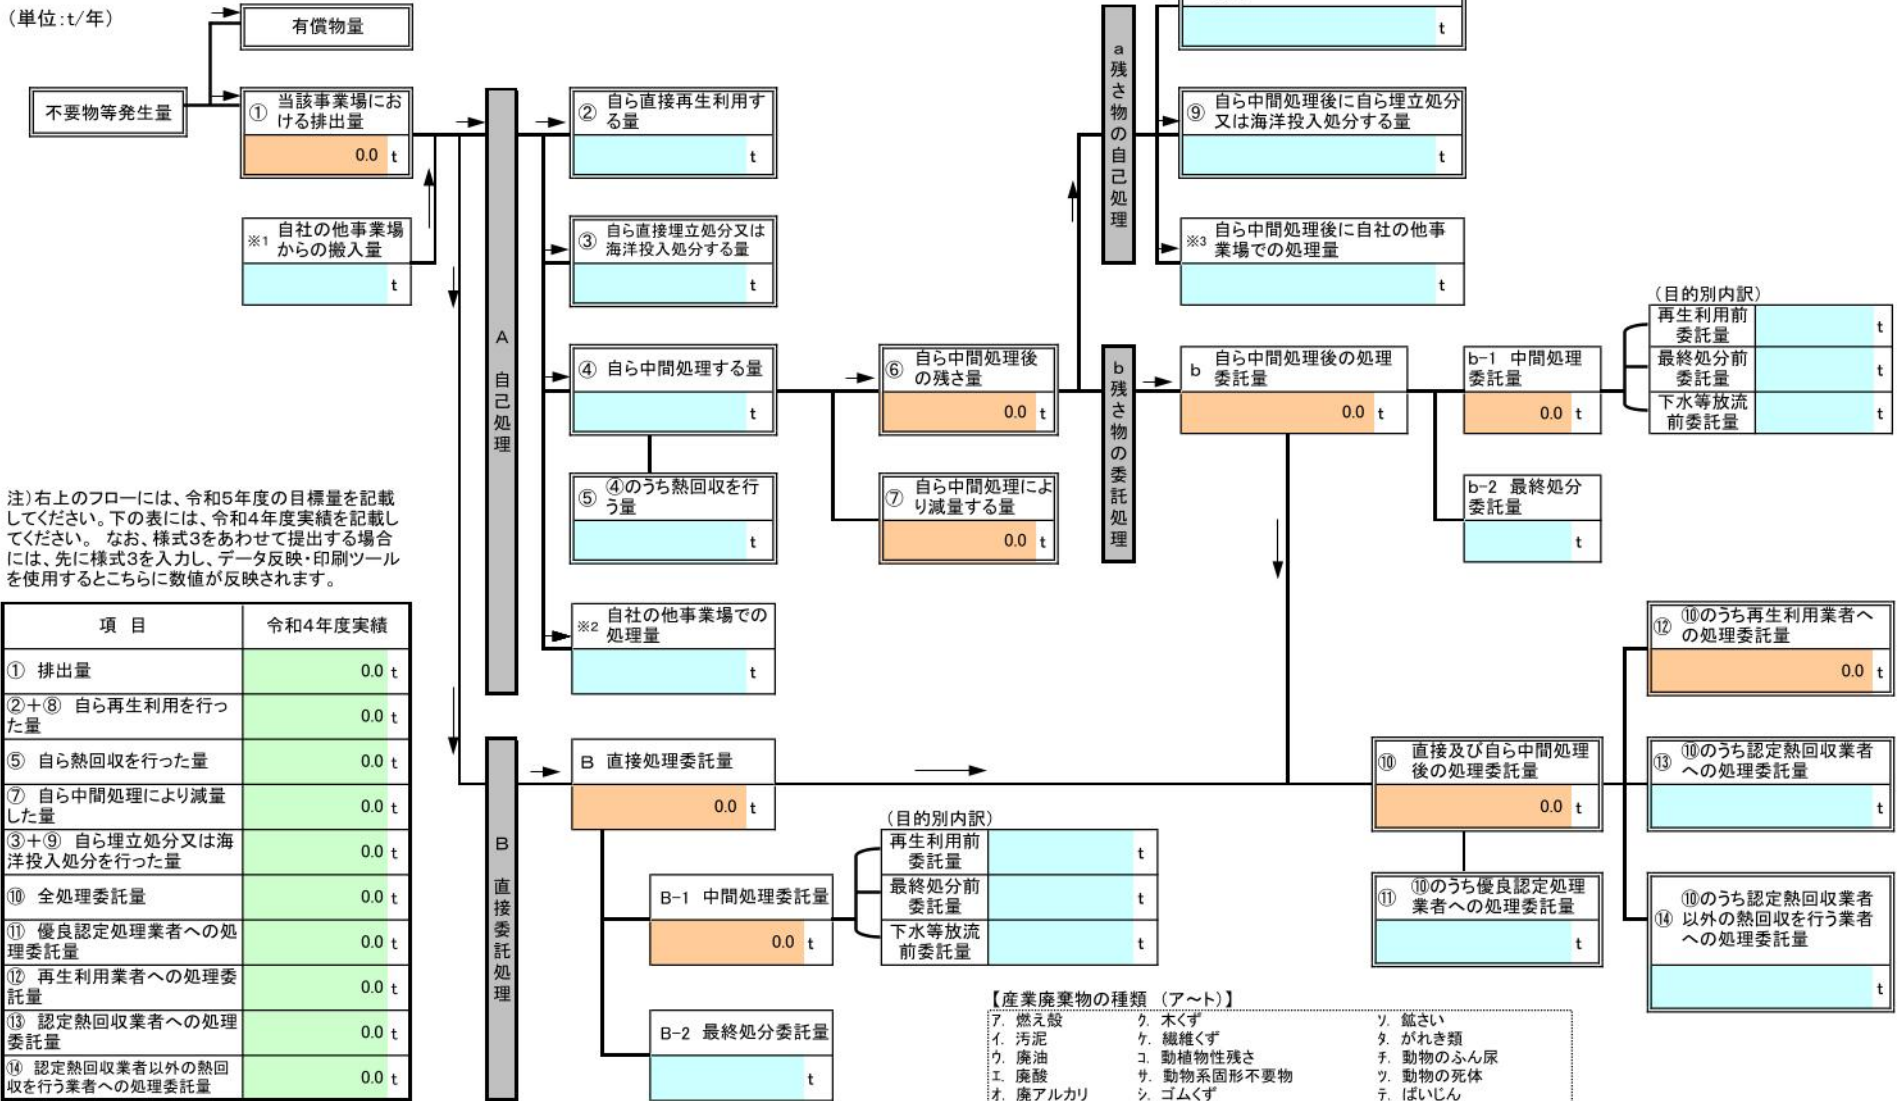 (単位:t/年)
有償物量
不要物等発生量
① 当該事業場にお
ける排出量
0.0 t
※1 自社の他事業場
からの搬入量
t
A 自己処理
② 自ら直接再生利用す
る量
t
③ 自ら直接埋立処分又は
海洋投入処分する量
t
④ 自ら中間処理する量
t
⑤ ④のうち熱回収を行
う量
t
※2 自社の他事業場での
処理量
t
⑥ 自ら中間処理後
の残さ量
0.0 t
⑦ 自ら中間処理によ
り減量する量
0.0 t
a 残さ物の自己処理
t
⑨ 自ら中間処理後に自ら埋立処分
又は海洋投入処分する量
t
※3 自ら中間処理後に自社の他事
業場での処理量
t
b 残さ物の委託処理
b 自ら中間処理後の処理
委託量
0.0 t
b-1 中間処理
委託量
0.0 t
(目的別内訳)
再生利用前
委託量
t
最終処分前
委託量
t
下水等放流
前委託量
t
b-2 最終処分
委託量
t
注)右上のフローには、令和5年度の目標量を記載
してください。下の表には、令和4年度実績を記載し
てください。 なお、様式3をあわせて提出する場合
には、先に様式3を入力し、データ反映・印刷ツール
を使用するとこちらに数値が反映されます。
項 目 令和4年度実績
① 排出量 0.0 t
②+⑧ 自ら再生利用を行っ
た量 0.0 t
⑤ 自ら熱回収を行った量 0.0 t
⑦ 自ら中間処理により減量
した量 0.0 t
③+⑨ 自ら埋立処分又は海
洋投入処分を行った量 0.0 t
⑩ 全処理委託量 0.0 t
⑪ 優良認定処理業者への処
理委託量 0.0 t
⑫ 再生利用業者への処理委
託量 0.0 t
⑬ 認定熱回収業者への処理
委託量 0.0 t
⑭ 認定熱回収業者以外の熱回
収を行う業者への処理委託量 0.0 t
B 直接委託処理
B 直接処理委託量
0.0 t
B-1 中間処理委託量
0.0 t
(目的別内訳)
再生利用前
委託量
t
最終処分前
委託量
t
下水等放流
前委託量
t
B-2 最終処分委託量
t
⑩ 直接及び自ら中間処理
後の処理委託量
0.0 t
⑪ ⑩のうち優良認定処理
業者への処理委託量
t
⑫ ⑩のうち再生利用業者へ
の処理委託量
0.0 t
⑬ ⑩のうち認定熱回収業者
への処理委託量
t
⑭ ⑩のうち認定熱回収業者
以外の熱回収を行う業者
への処理委託量
t
【産業廃棄物の種類 (ア~ト)】
ア. 燃え殻 ク. 木くず ソ. 鉱さい
イ. 汚泥 ケ. 繊維くず タ. がれき類
ウ. 廃油 コ. 動植物性残さ チ. 動物のふん尿
エ. 廃酸 サ. 動物系固形不要物 ツ. 動物の死体
オ. 廃アルカリ シ. ゴムくず テ. ばいじん